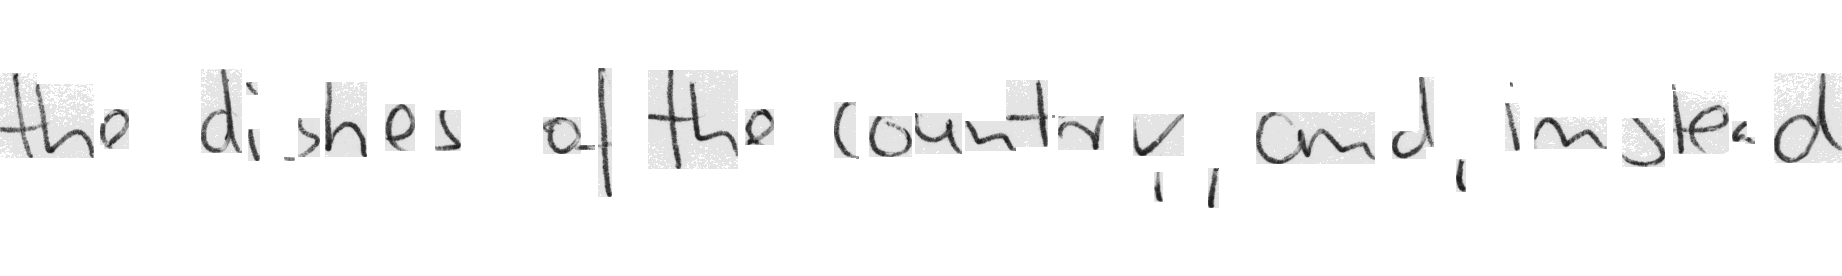 the dishes of the country, and, instead